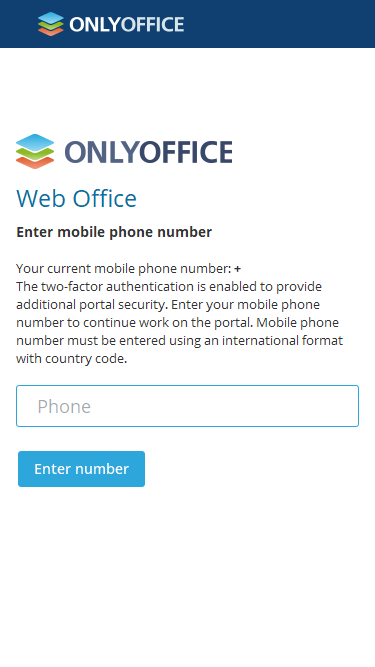 ONLYOFFICE
ONLYOFFICE
Web Office
Enter mobile phone number
Your current mobile phone number: +
The two-factor authentication is enabled to provide
additional portal security. Enter your mobile phone
number to continue work on the portal. Mobile phone
number must be entered using an international format
with country code.
Phone
Enter number